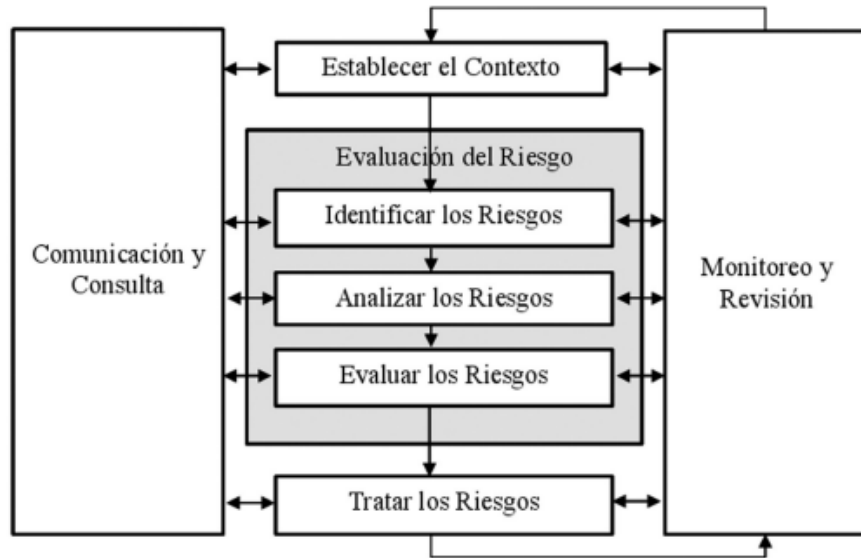 Establecer el Contexto
Evaluación del Riesgo
Identificar los Riesgos
Comunicación y
Consulta
Analizar los Riesgos
Monitoreo y
Revisión
Evaluar los Riesgos
Tratar los Riesgos